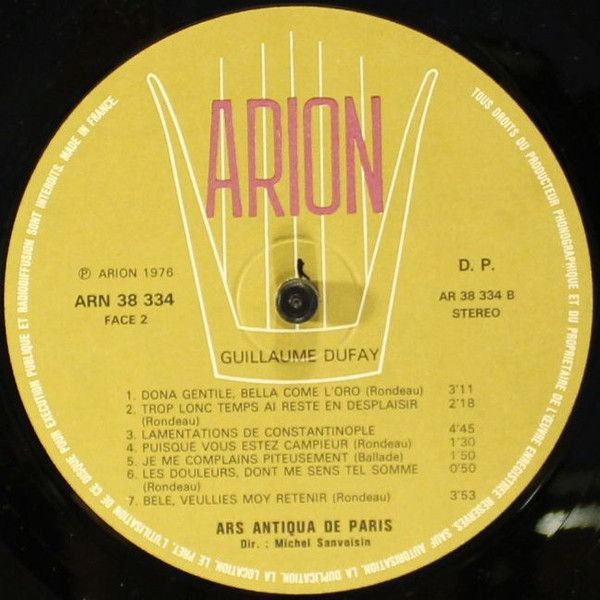 ARION
TOUS DROITS DU PRODUCTEUR PHONOGRAPHIQUE ET DU PROPRIETAIRE DE L'ŒUVRE ENREGISTREE RESERVES. SAUF AUTORISATION, LA DUPLICATION, LA LOCATION, LE PRET, L'UTILISATION DE CE DISQUE POUR EXECUTION PUBLIQUE ET RADIODIFFUSION SONT INTERDITS. MADE IN FRANCE.
Ⓟ ARION 1976
ARN 38 334
FACE 2
D. P.
AR 38 334 B
STEREO
GUILLAUME DUFAY
1. DONA GENTILE, BELLA COME L'ORO (Rondeau) 3'11
2. TROP LONC TEMPS AI RESTE EN DESPLAISIR 2'18
(Rondeau)
3. LAMENTATIONS DE CONSTANTINOPLE 4'45
4. PUISQUE VOUS ESTEZ CAMPIEUR (Rondeau) 1'30
5. JE ME COMPLAINS PITEUSEMENT (Ballade) 1'50
6. LES DOULEURS, DONT ME SENS TEL SOMME 0'50
(Rondeau)
7. BELE, VEULLIES MOY RETENIR (Rondeau) 3'53
ARS ANTIQUA DE PARIS
Dir. : Michel Sanvoisin